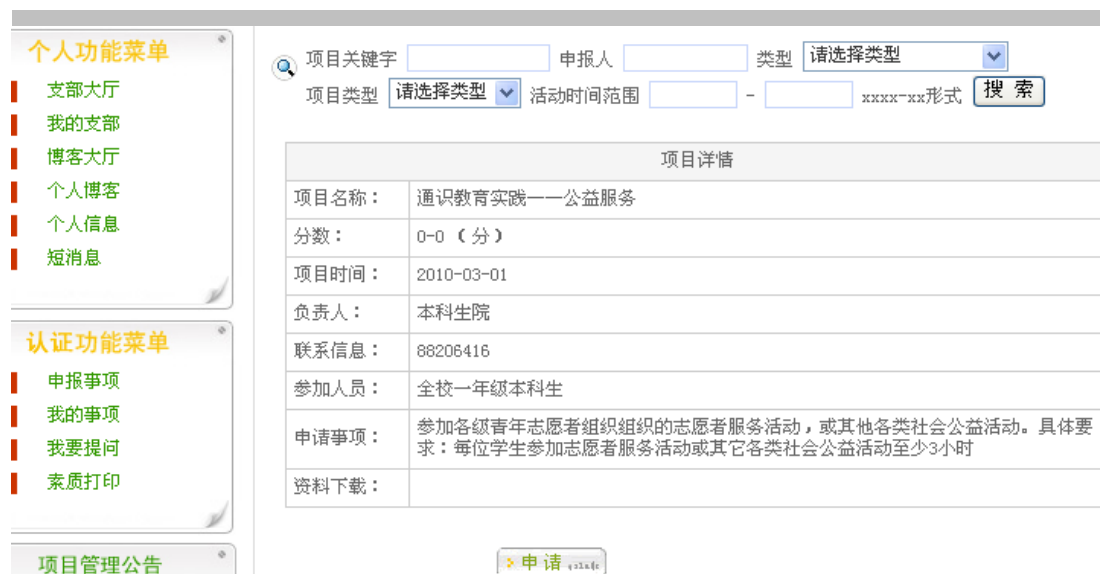 个人功能菜单
支部大厅
我的支部
博客大厅
个人博客
个人信息
短消息
认证功能菜单
申报事项
我的事项
我要提问
素质打印
项目管理公告
项目关键字 申报人 类型 请选择类型
项目类型 请选择类型 活动时间范围 - xxxx-xx形式 搜 索
项目详情
项目名称： 通识教育实践——公益服务
分数： 0-0 （分）
项目时间： 2010-03-01
负责人： 本科生院
联系信息： 88206416
参加人员： 全校一年级本科生
申请事项： 参加各级青年志愿者组织组织的志愿者服务活动，或其他各类社会公益活动。具体要
求：每位学生参加志愿者服务活动或其它各类社会公益活动至少3小时
资料下载：
申请